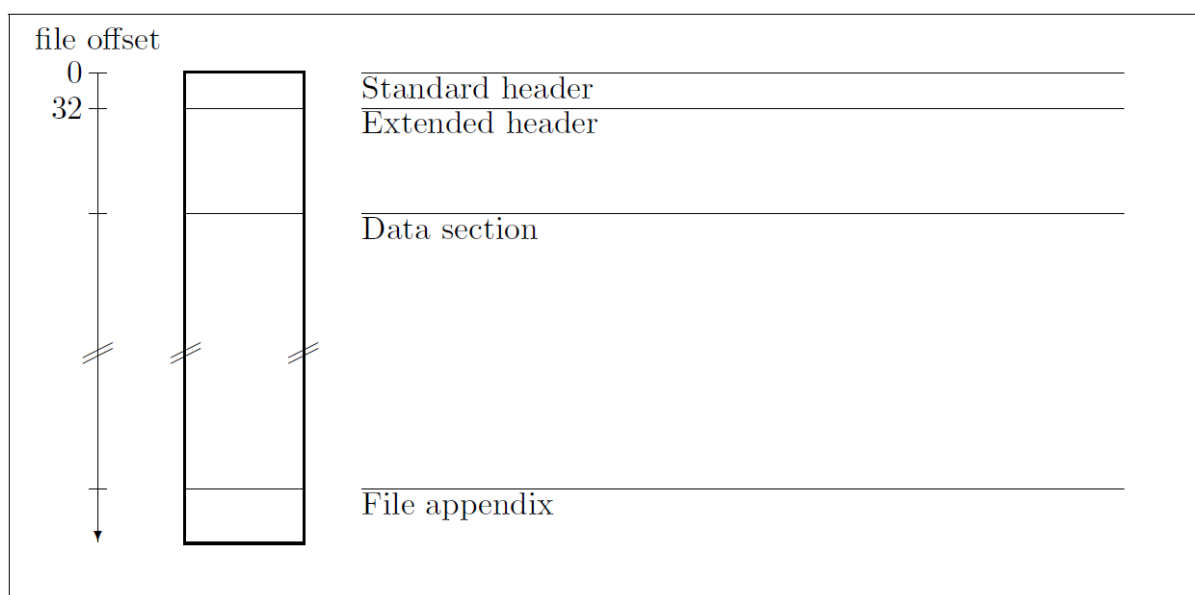 file offset
0
Standard header
32
Extended header
Data section
File appendix